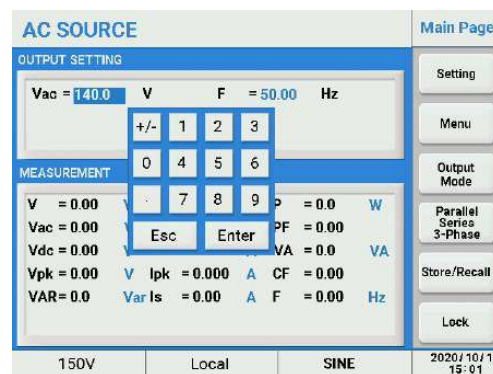 AC SOURCE
Main Page
OUTPUT SETTING
Vac = 140.0 V F = 50.00 Hz
+/- 1 2 3
0 4 5 6
. 7 8 9
Esc Enter
MEASUREMENT
V = 0.00 = 0.0 W
Vac = 0.00 PF = 0.00
Vdc = 0.00 VA = 0.0 VA
Vpk = 0.00 V Ipk = 0.000 A CF = 0.00
VAR= 0.0 Var Is = 0.00 A F = 0.00 Hz
Setting
Menu
Output
Mode
Parallel
Series
3-Phase
Store/Recall
Lock
150V Local SINE
2020/10/1
15:01